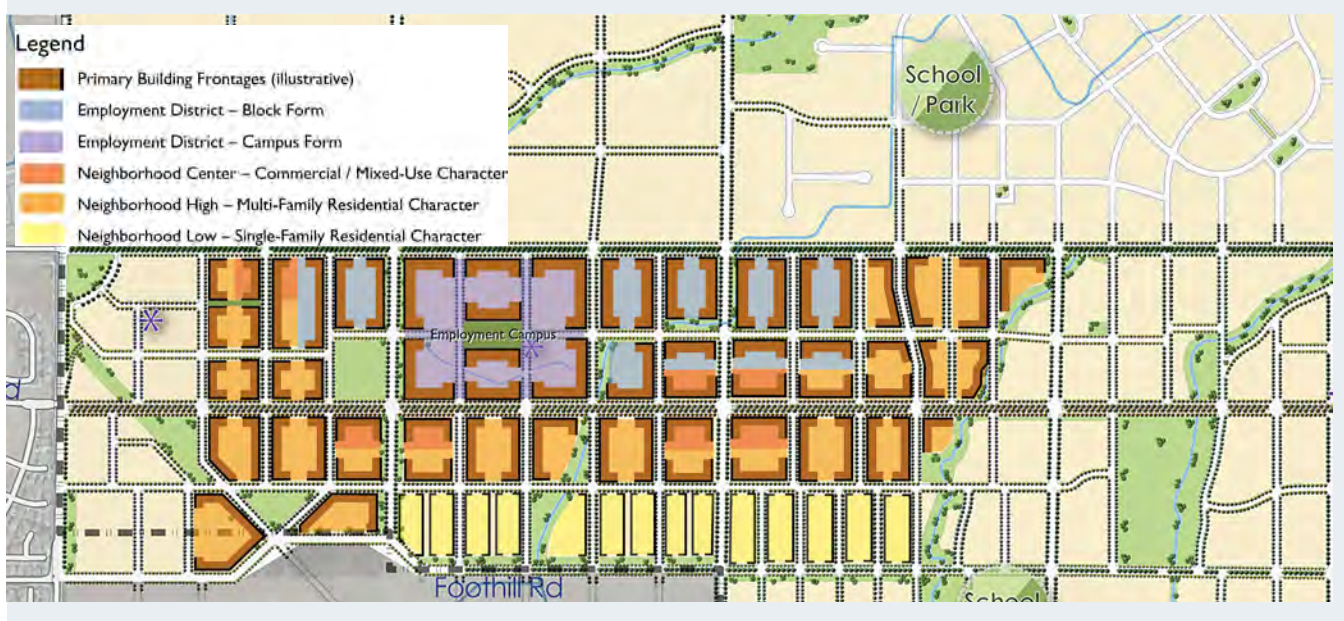 Legend
Primary Building Frontages (illustrative)
Employment District – Block Form
Employment District – Campus Form
Neighborhood Center – Commercial / Mixed-Use Character
Neighborhood High – Multi-Family Residential Character
Neighborhood Low – Single-Family Residential Character
School
/ Park
Employment Campus
d
Foothill Rd
School